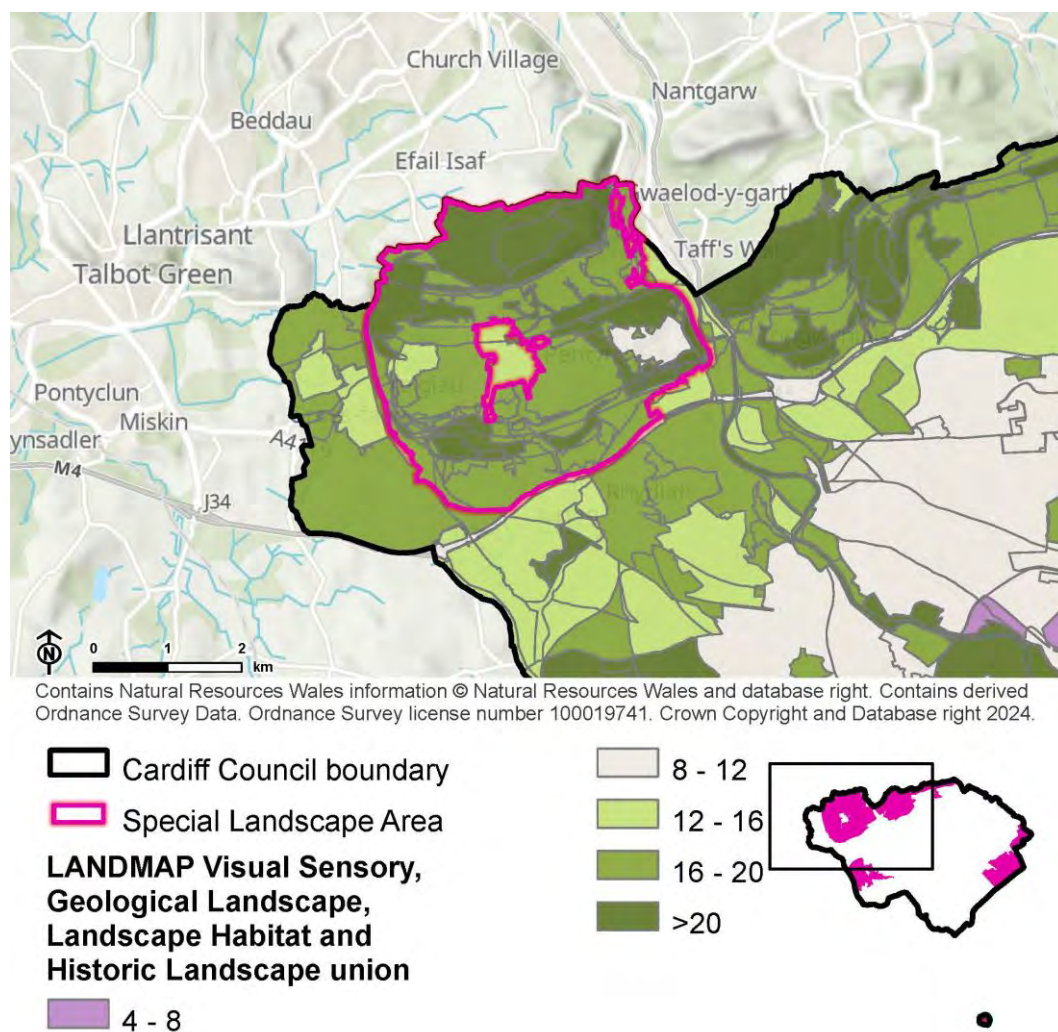 Church Village
Nantgarw
Beddau
Efail Isaf
waelod-y-garth
Llantrisant
Taff's W
Talbot Green
Pontyclun
Miskin
ynsadler
A4
M4
J34
N
0 1 2
km
Contains Natural Resources Wales information © Natural Resources Wales and database right. Contains derived
Ordnance Survey Data. Ordnance Survey license number 100019741. Crown Copyright and Database right 2024.
Cardiff Council boundary
Special Landscape Area
LANDMAP Visual Sensory,
Geological Landscape,
Landscape Habitat and
Historic Landscape union
4 - 8
8 - 12
12 - 16
16 - 20
>20